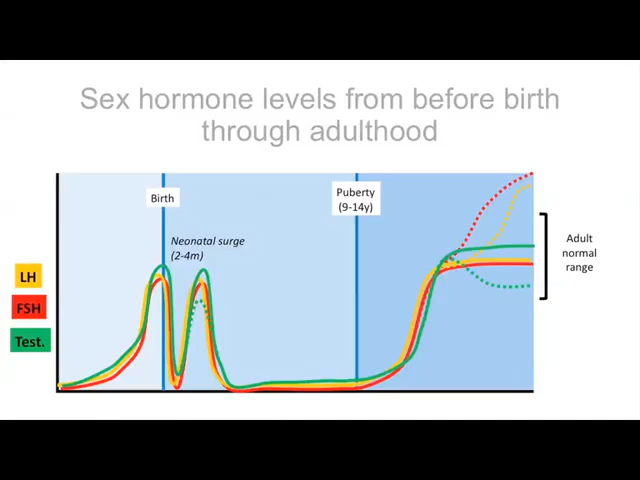 Sex hormone levels from before birth
through adulthood
Birth
Puberty
(9-14y)
Neonatal surge
(2-4m)
Adult
normal
range
LH
FSH
Test.